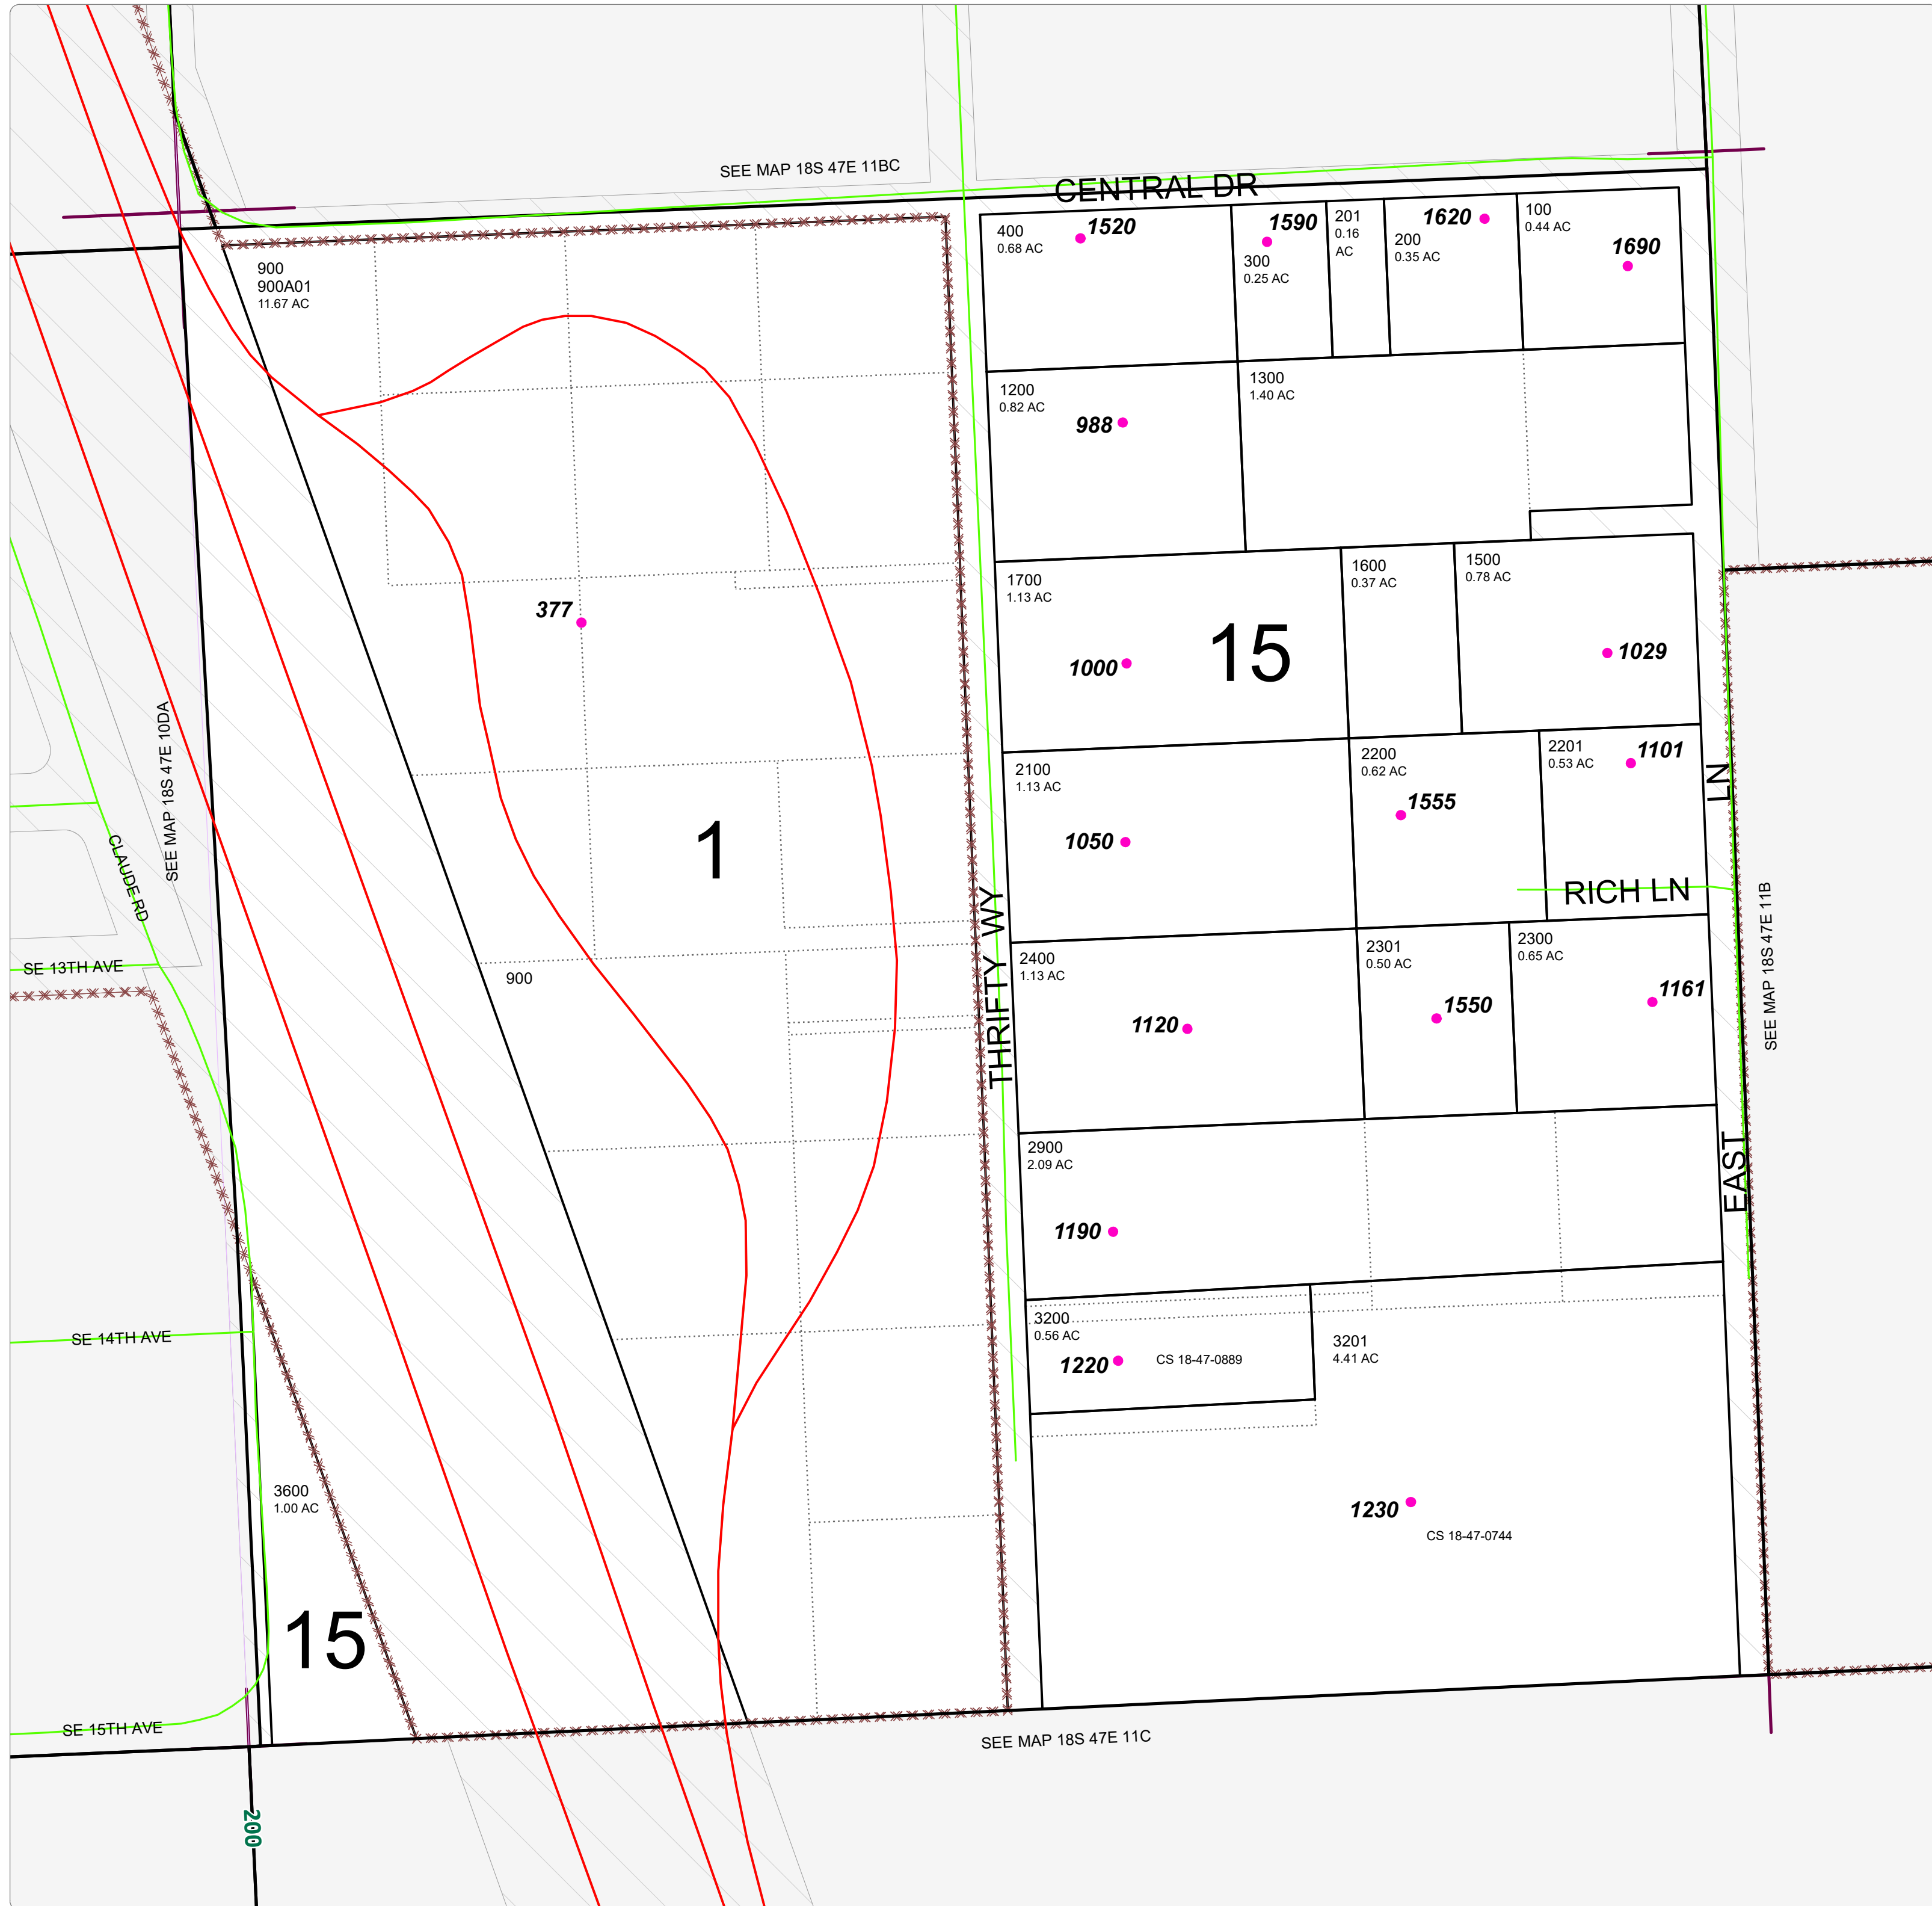 SEE MAP 18S 47E 11BC
CENTRAL DR
400
0.68 AC
1520
1590
300
0.25 AC
201
0.16
AC
1620
200
0.35 AC
100
0.44 AC
1690
900
900A01
11.67 AC
1200
0.82 AC
988
1300
1.40 AC
377
1700
1.13 AC
1000
15
1600
0.37 AC
1500
0.78 AC
1029
SEE MAP 18S 47E 10DA
CLAUDE RD
1
2100
1.13 AC
1050
2200
0.62 AC
1555
2201
0.53 AC
1101
EAST LN
RICH LN
SEE MAP 18S 47E 11B
THRIFTY WY
SE 13TH AVE
900
2400
1.13 AC
1120
2301
0.50 AC
1550
2300
0.65 AC
1161
2900
2.09 AC
1190
SE 14TH AVE
3200
0.56 AC
1220
CS 18-47-0889
3201
4.41 AC
3600
1.00 AC
1230
CS 18-47-0744
15
SE 15TH AVE
SEE MAP 18S 47E 11C
200